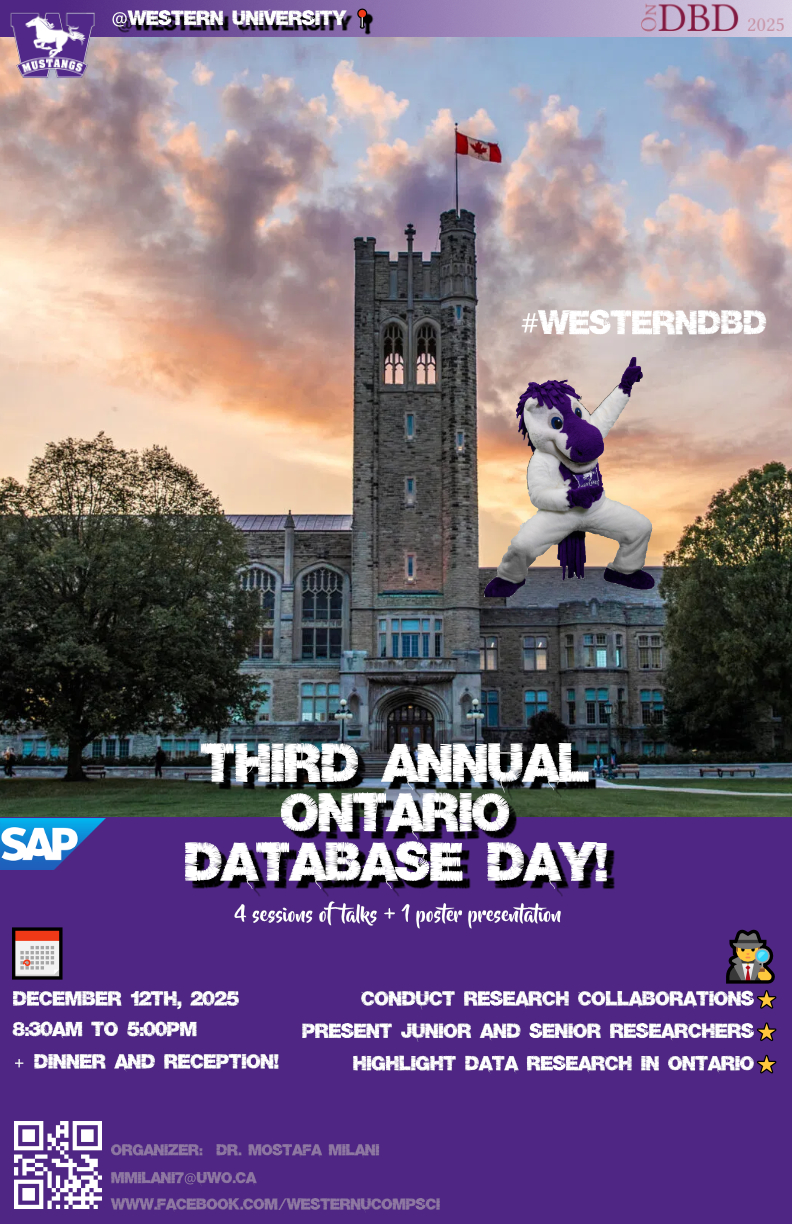 @WESTERN UNIVERSITY
ONDBD 2025
W
MUSTANGS
#WESTERNDBD
THIRD ANNUAL
ONTARIO
DATABASE DAY!
SAP
4 sessions of talks + 1 poster presentation
DECEMBER 12TH, 2025
8:30AM TO 5:00PM
+ DINNER AND RECEPTION!
CONDUCT RESEARCH COLLABORATIONS
PRESENT JUNIOR AND SENIOR RESEARCHERS
HIGHLIGHT DATA RESEARCH IN ONTARIO
ORGANIZER: DR. MOSTAFA MILANI
MMILANI7@UWO.CA
WWW.FACEBOOK.COM/WESTERNUCOMPSCI